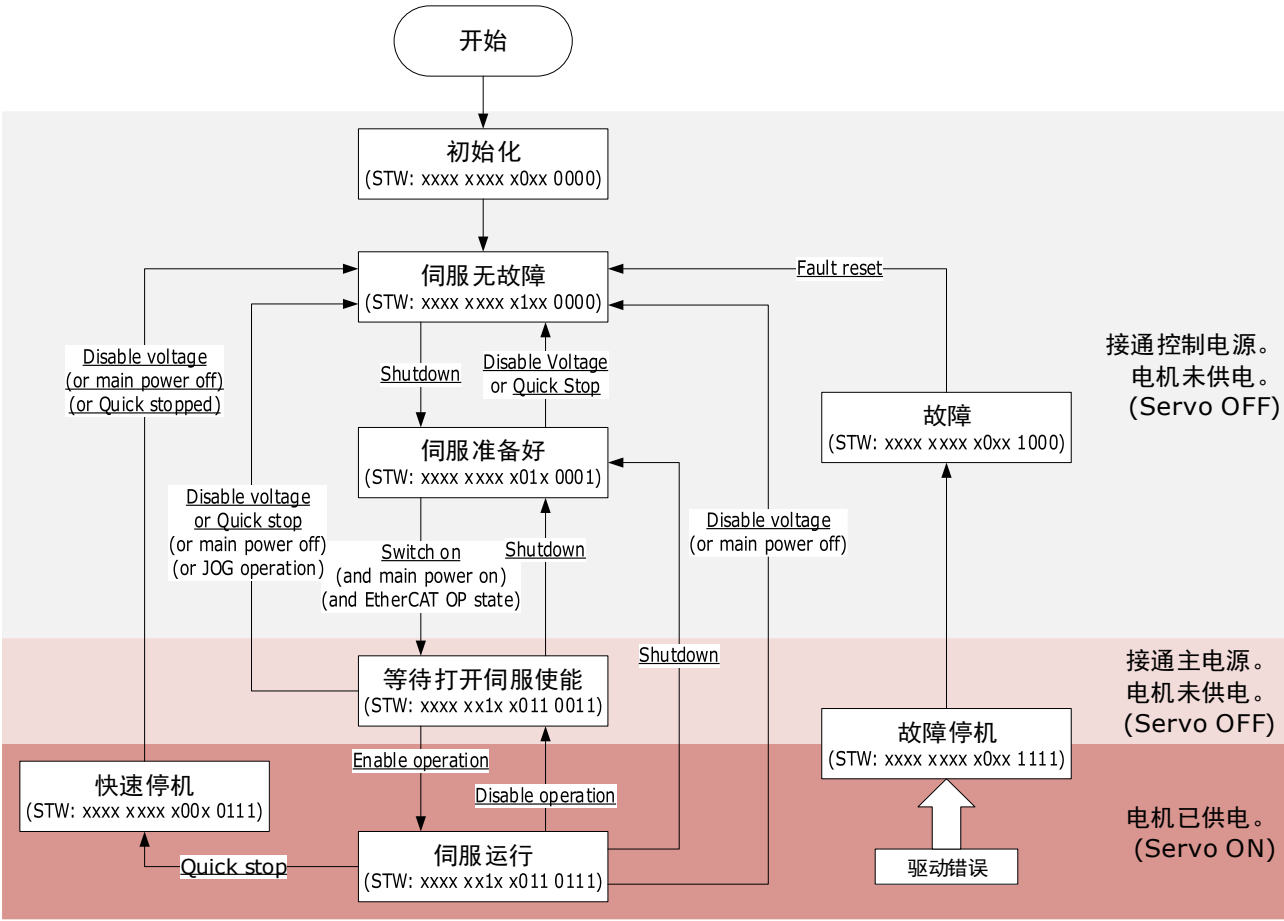 开始
初始化
(STW: xxxx xxxx x0xx 0000)
伺服无故障
(STW: xxxx xxxx x1xx 0000)
Fault reset
Disable voltage
(or main power off)
(or Quick stopped)
Shutdown
Disable Voltage
or Quick Stop
接通控制电源。
电机未供电。
(Servo OFF)
故障
(STW: xxxx xxxx x0xx 1000)
伺服准备好
(STW: xxxx xxxx x01x 0001)
Disable voltage
or Quick stop
(or main power off)
(or JOG operation)
Switch on
(and main power on)
(and EtherCAT OP state)
Shutdown
Disable voltage
(or main power off)
Shutdown
等待打开伺服使能
(STW: xxxx xx1x x011 0011)
接通主电源。
电机未供电。
(Servo OFF)
故障停机
(STW: xxxx xxxx x0xx 1111)
Enable operation
Disable operation
快速停机
(STW: xxxx xxxx x00x 0111)
Quick stop
伺服运行
(STW: xxxx xx1x x011 0111)
驱动错误
电机已供电。
(Servo ON)